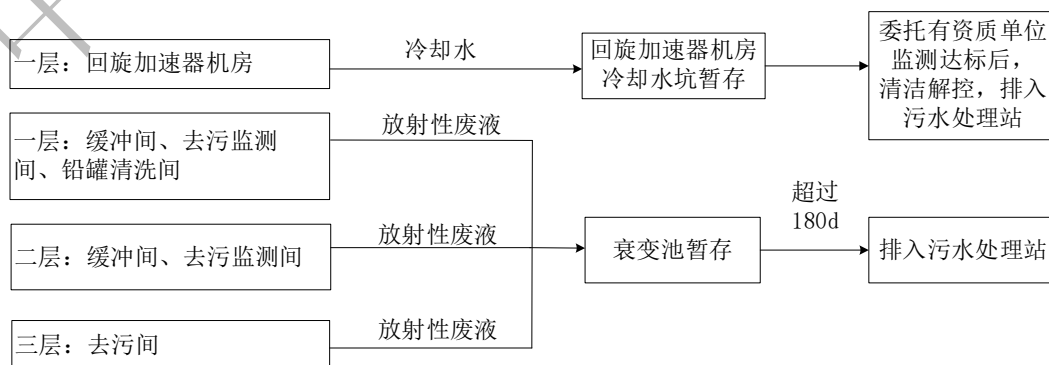 一层：回旋加速器机房
冷却水
回旋加速器机房
冷却水坑暂存
委托有资质单位
监测达标后，
清洁解控，排入
污水处理站
一层：缓冲间、去污监测
间、铅罐清洗间
放射性废液
二层：缓冲间、去污监测间
放射性废液
三层：去污间
放射性废液
衰变池暂存
超过
180d
排入污水处理站